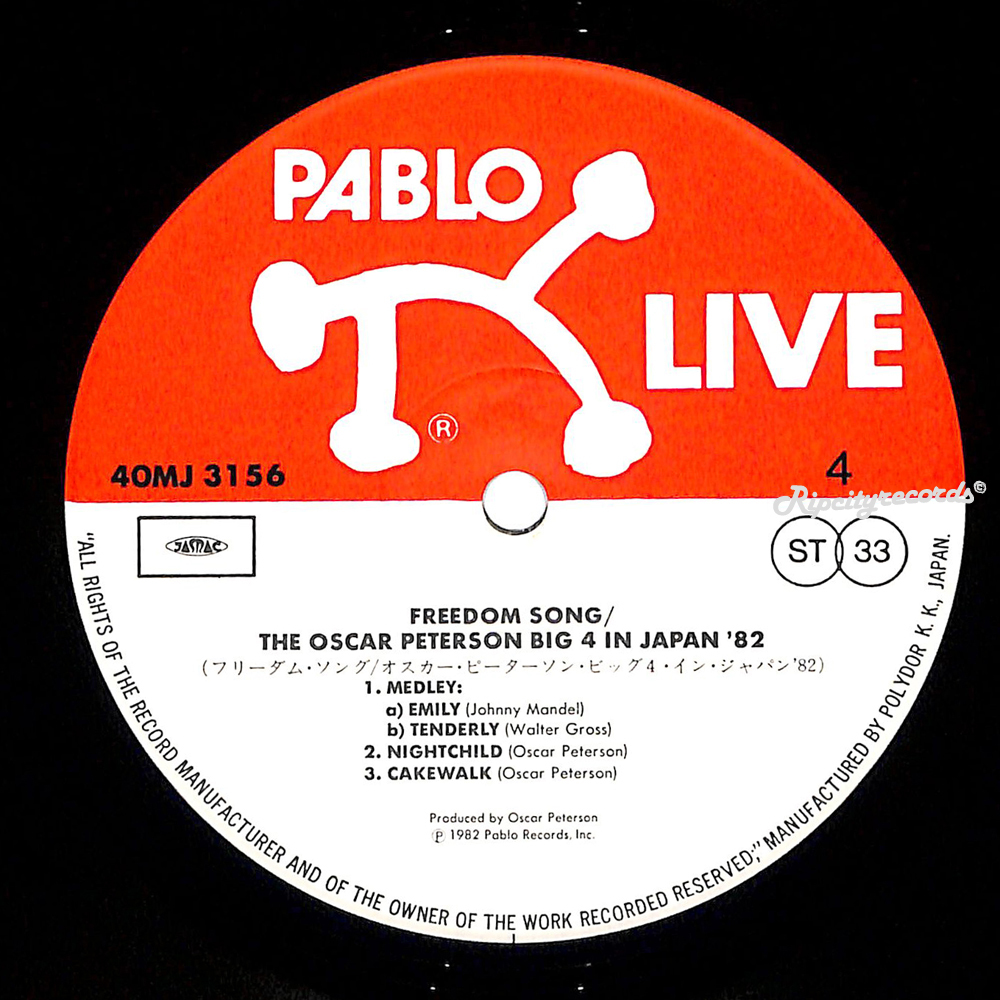 PABLO
LIVE
®
40MJ 3156
4
Ripcityrecords©
JASRAC
ST 33
FREEDOM SONG/
THE OSCAR PETERSON BIG 4 IN JAPAN '82
(フリーダム・ソング/オスカー・ピーターソン・ビッグ4・イン・ジャパン'82)
1. MEDLEY:
a) EMILY (Johnny Mandel)
b) TENDERLY (Walter Gross)
2. NIGHTCHILD (Oscar Peterson)
3. CAKEWALK (Oscar Peterson)
Produced by Oscar Peterson
℗ 1982 Pablo Records, Inc.
"ALL RIGHTS OF THE RECORD MANUFACTURER AND OF THE OWNER OF THE WORK RECORDED RESERVED;" MANUFACTURED BY POLYDOR K. K., JAPAN.